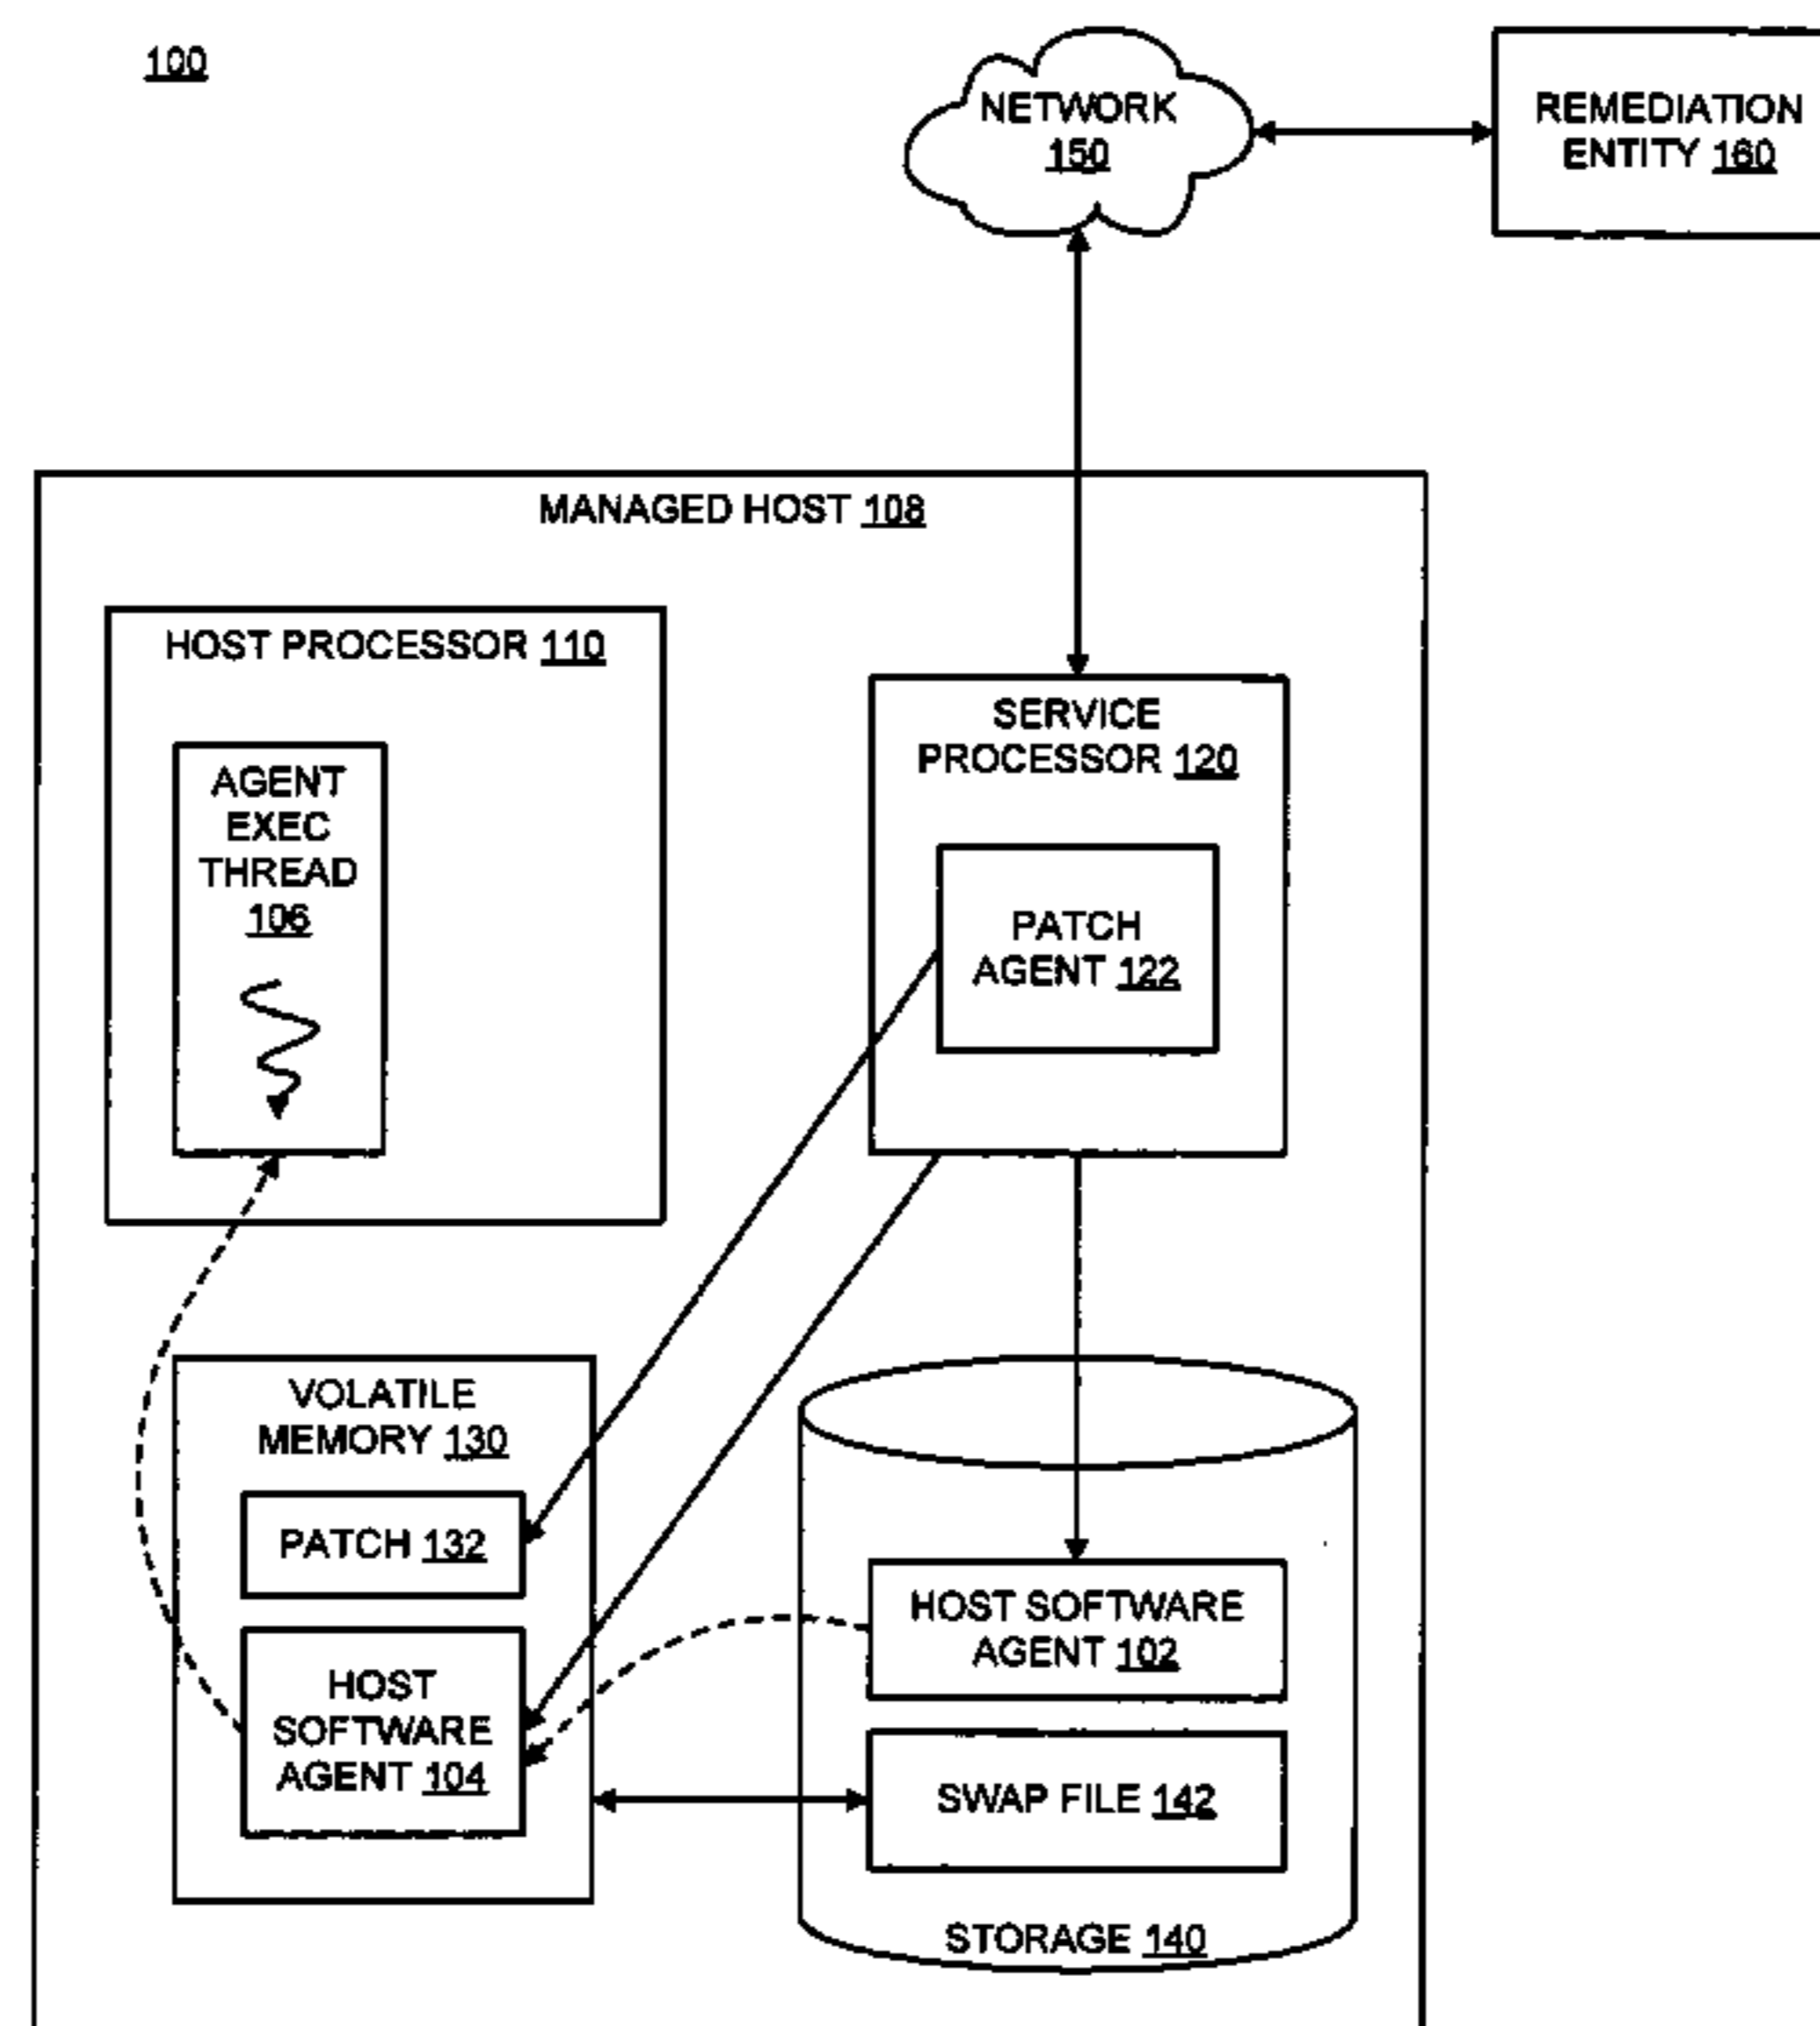 100
NETWORK
150
REMEDIATION
ENTITY 160
MANAGED HOST 108
HOST PROCESSOR 110
AGENT
EXEC
THREAD
106
SERVICE
PROCESSOR 120
PATCH
AGENT 122
VOLATILE
MEMORY 130
PATCH 132
HOST
SOFTWARE
AGENT 104
HOST SOFTWARE
AGENT 102
SWAP FILE 142
STORAGE 140